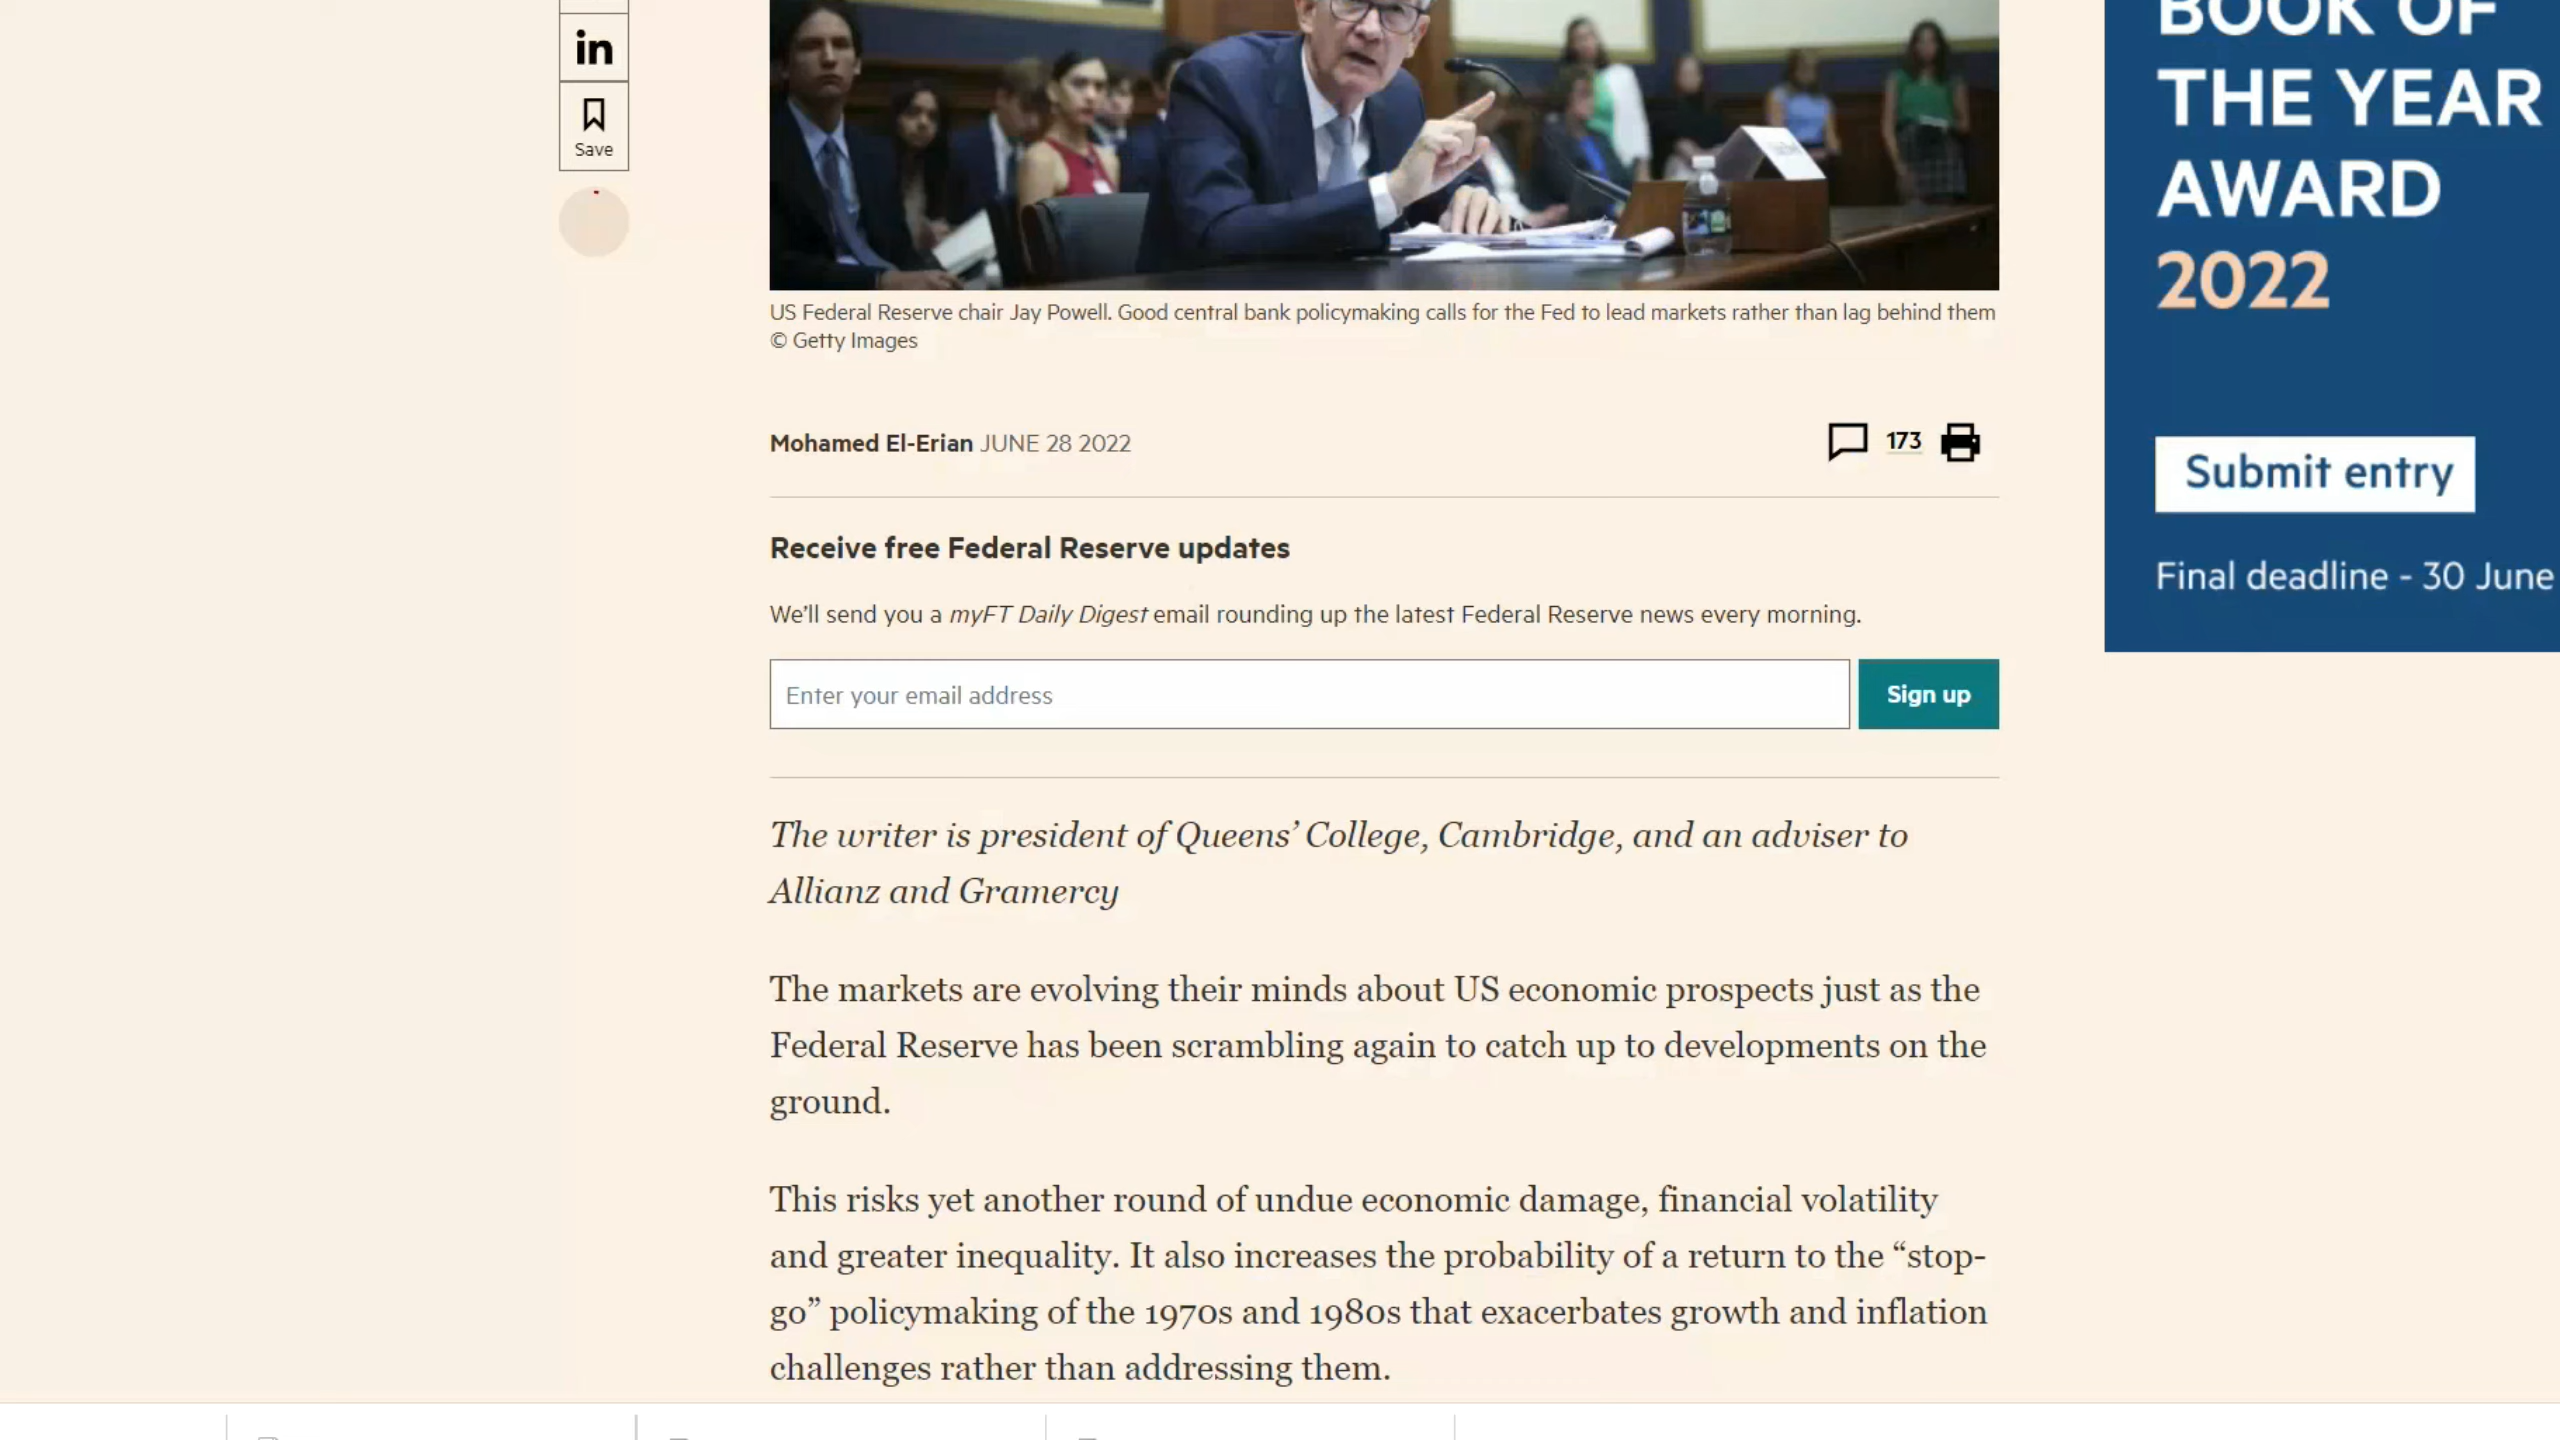 in
Save
BOOK OF
THE YEAR
AWARD
2022
Submit entry
Final deadline - 30 June
US Federal Reserve chair Jay Powell. Good central bank policymaking calls for the Fed to lead markets rather than lag behind them
© Getty Images
Mohamed El-Erian JUNE 28 2022
173
Receive free Federal Reserve updates
We'll send you a myFT Daily Digest email rounding up the latest Federal Reserve news every morning.
Enter your email address
Sign up
The writer is president of Queens’ College, Cambridge, and an adviser to
Allianz and Gramercy
The markets are evolving their minds about US economic prospects just as the
Federal Reserve has been scrambling again to catch up to developments on the
ground.
This risks yet another round of undue economic damage, financial volatility
and greater inequality. It also increases the probability of a return to the “stop-
go” policymaking of the 1970s and 1980s that exacerbates growth and inflation
challenges rather than addressing them.